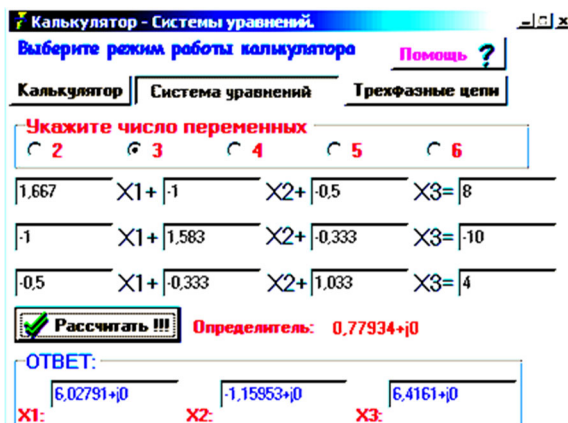 Калькулятор - Системы уравнений.
Выберите режим работы калькулятора
Помощь ?
Калькулятор Система уравнений Трехфазные цепи
Укажите число переменных
2 3 4 5 6
1,667 X1+ -1 X2+ -0,5 X3= 8
-1 X1+ 1,583 X2+ -0,333 X3= -10
-0,5 X1+ -0,333 X2+ 1,033 X3= 4
Рассчитать !!! Определитель: 0,77934+j0
ОТВЕТ:
6,02791+j0 -1,15953+j0 6,4161+j0
X1: X2: X3: